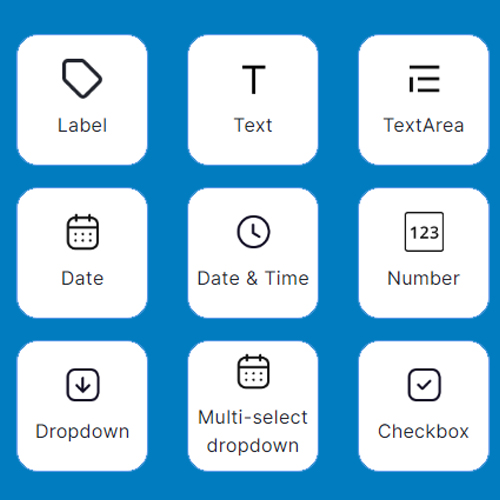 Label
Text
TextArea
Date
Date & Time
123
Number
Dropdown
Multi-select
dropdown
Checkbox